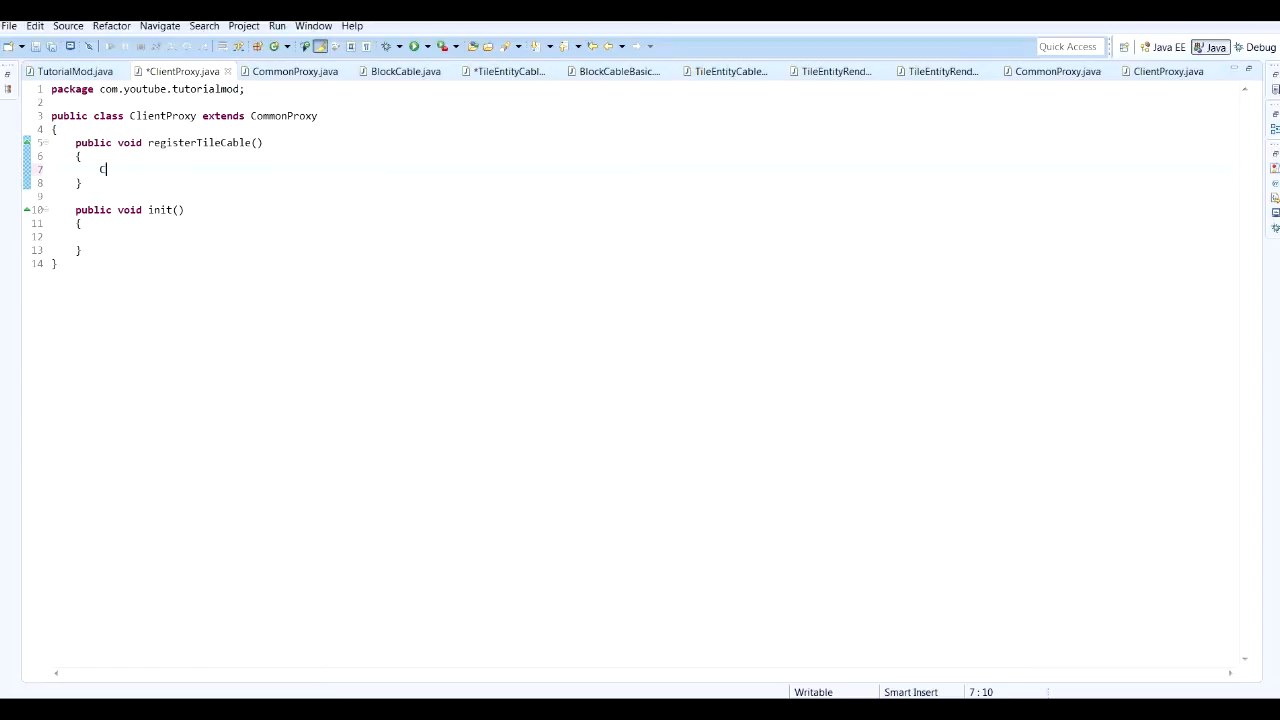 File Edit Source Refactor Navigate Search Project Run Window Help
Quick Access Java EE Java Debug
TutorialMod.java *ClientProxy.java CommonProxy.java BlockCable.java *TileEntityCabl... BlockCableBasic.... TileEntityCable... TileEntityRend... TileEntityRend... CommonProxy.java ClientProxy.java
1 package com.youtube.tutorialmod;
2
3 public class ClientProxy extends CommonProxy
4 {
5 public void registerTileCable()
6 {
7 C
8 }
9
10 public void init()
11 {
12
13 }
14 }
Writable Smart Insert 7 : 10